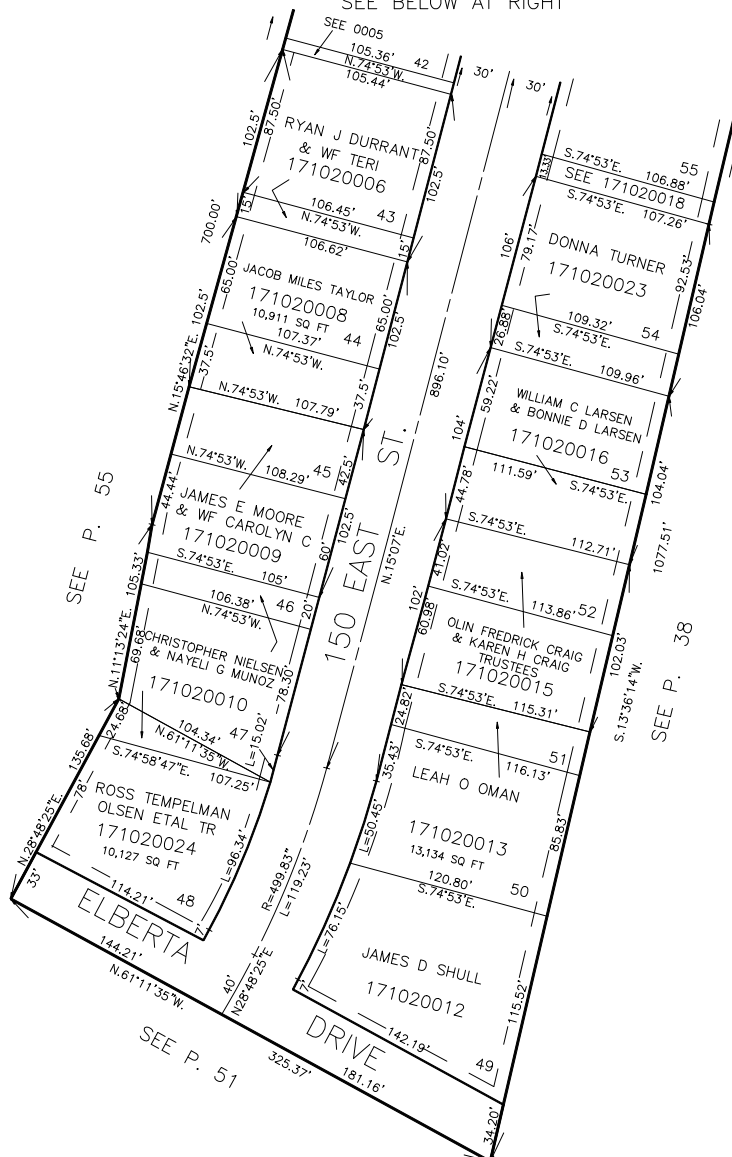 SEE BELOW AT RIGHT
SEE 0005
105.36' 42
N.74°53'W.
105.44'
102.5'
87.50'
RYAN J DURRANT
& WF TERI
171020006
87.50'
102.5'
15'
106.45' 43
N.74°53'W.
106.62'
15'
700.00'
65.00'
JACOB MILES TAYLOR
171020008
10,911 SQ FT 44
107.37'
N.74°53'W.
65.00'
102.5'
102.5'
37.5'
37.5'
N.15°46'32"E.
N.74°53'W. 107.79'
N.74°53'W. 108.29' 45
42.5'
44.44'
JAMES E MOORE
& WF CAROLYN C
171020009
102.5'
60'
S.74°53'E. 105'
106.38' 46
N.74°53'W.
20'
105.33'
N.11°13'24"E.
69.68'
CHRISTOPHER NIELSEN
& NAYELI G MUNOZ
171020010
78.30'
47
L=15.02'
104.34'
N.61°11'35"W.
24.68'
S.74°58'47"E. 107.25'
135.68'
78'
N.28°48'25"E.
ROSS TEMPELMAN
OLSEN ETAL TR
171020024
10,127 SQ FT
L=96.34'
114.21' 48
7'
33'
SEE P. 55
30'
30'
896.10'
150 EAST ST.
N.15°07'E.
R=499.83"
L=119.23'
40'
N28°48'25"E
ELBERTA
DRIVE
144.21'
N.61°11'35"W.
325.37'
181.16'
SEE P. 51
13.33
S.74°53'E. 106.88' 55
SEE 171020018
S.74°53'E. 107.26'
106'
79.17'
DONNA TURNER
171020023
92.53'
106.04'
26.88'
109.32' 54
S.74°53'E.
S.74°53'E. 109.96'
59.22'
104'
WILLIAM C LARSEN
& BONNIE D LARSEN
171020016
53
111.59' S.74°53'E.
104.04'
44.78'
S.74°53'E. 112.71'
1077.51'
41.02'
S.74°53'E. 113.86' 52
102'
60.98'
OLIN FREDRICK CRAIG
& KAREN H CRAIG
TRUSTEES
171020015
102.03'
S.13°36'14"W.
SEE P. 38
S.74°53'E. 115.31'
24.82'
S.74°53'E. 116.13' 51
35.43'
LEAH O OMAN
171020013
13,134 SQ FT
L=50.45'
85.83'
120.80' 50
S.74°53'E.
L=76.15'
JAMES D SHULL
171020012
115.52'
7'
142.19' 49
34.20'